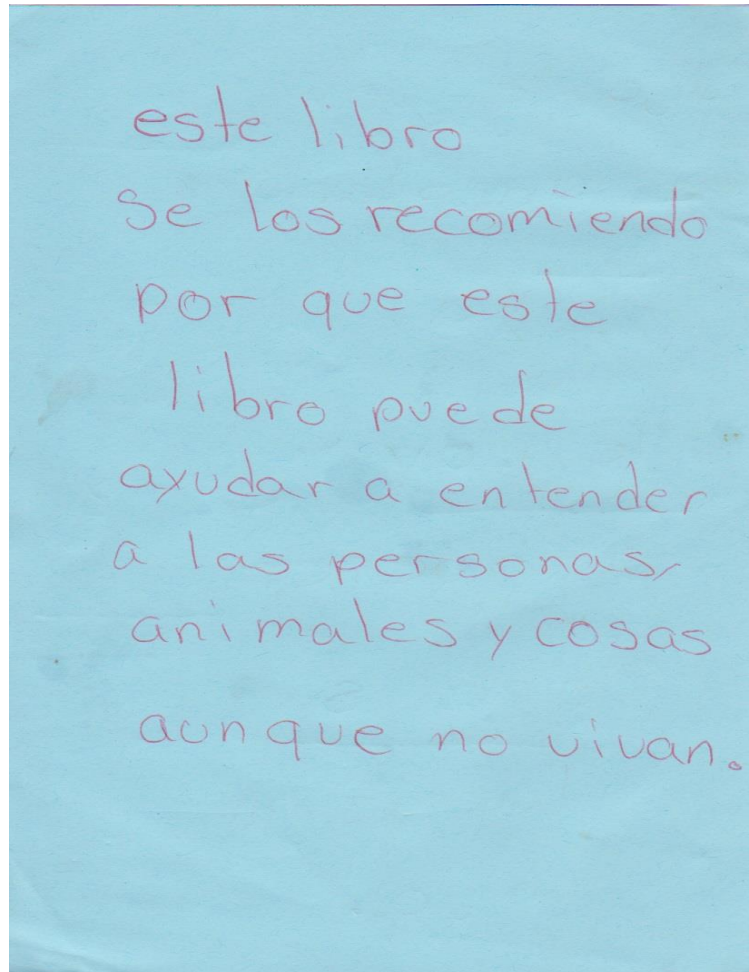 este libro
se los recomiendo
por que este
libro puede
ayudar a entender
a las personas,
animales y cosas
aunque no vivan.